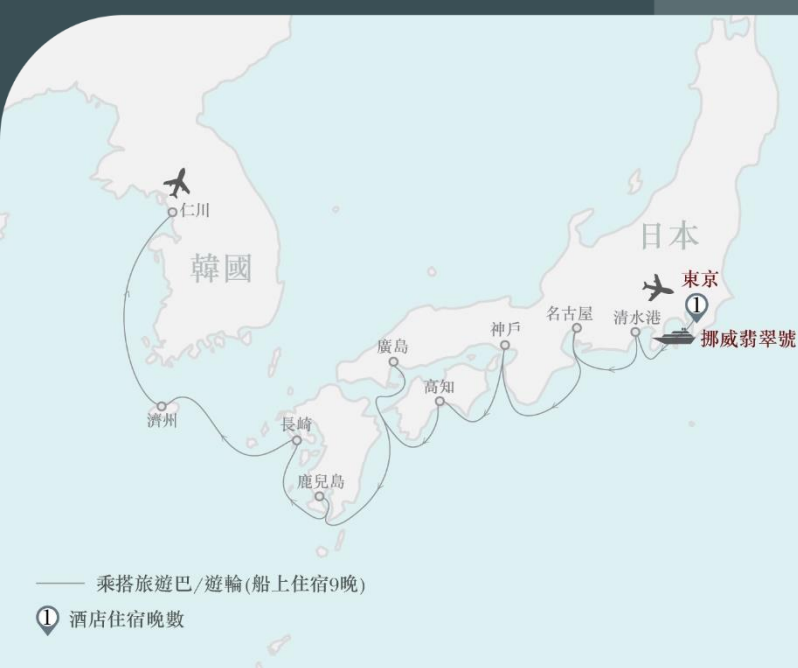 仁川
韓國
日本
東京
1
挪威翡翠號
清水港
名古屋
神戶
廣島
高知
濟州
長崎
鹿兒島
乘搭旅遊巴/遊輪(船上住宿9晚)
1 酒店住宿晚數